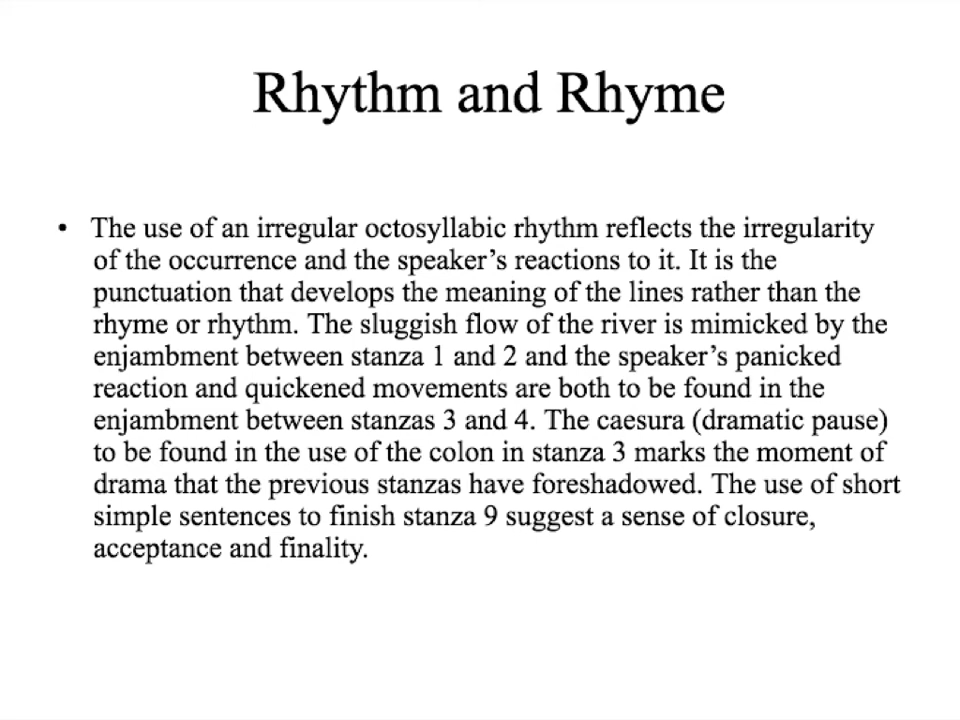 Rhythm and Rhyme
• The use of an irregular octosyllabic rhythm reflects the irregularity
of the occurrence and the speaker’s reactions to it. It is the
punctuation that develops the meaning of the lines rather than the
rhyme or rhythm. The sluggish flow of the river is mimicked by the
enjambment between stanza 1 and 2 and the speaker’s panicked
reaction and quickened movements are both to be found in the
enjambment between stanzas 3 and 4. The caesura (dramatic pause)
to be found in the use of the colon in stanza 3 marks the moment of
drama that the previous stanzas have foreshadowed. The use of short
simple sentences to finish stanza 9 suggest a sense of closure,
acceptance and finality.